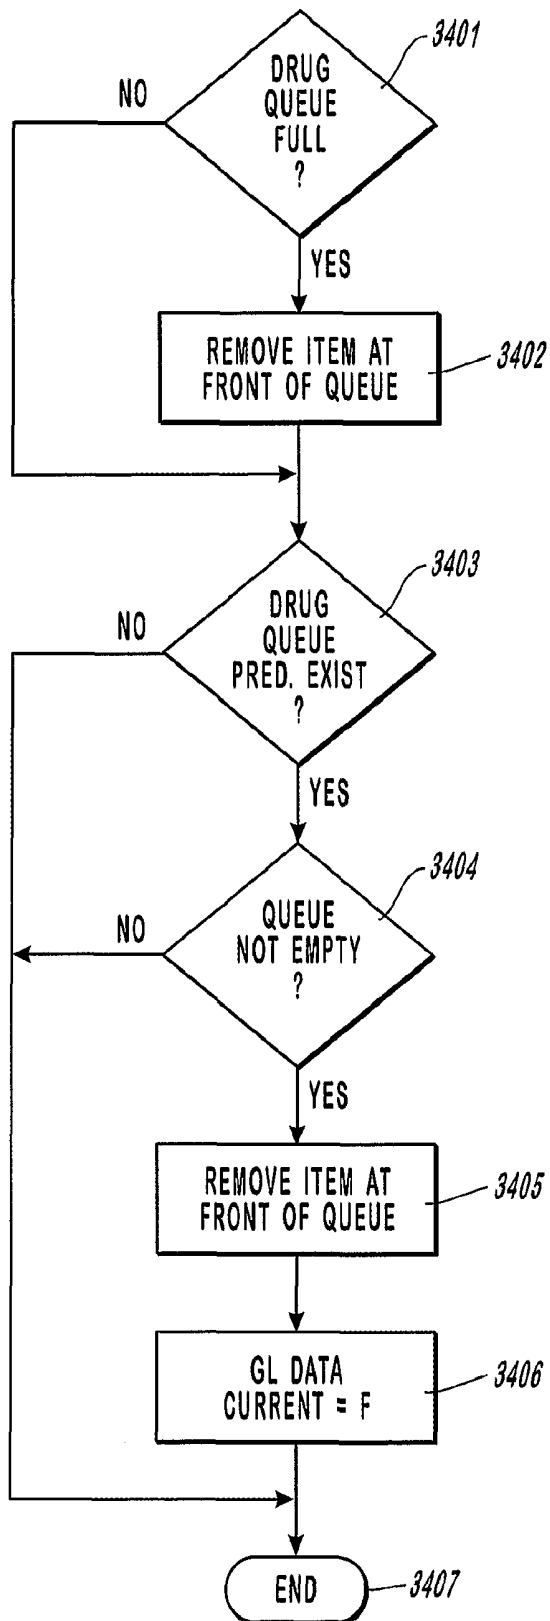 3401
DRUG
QUEUE
FULL
?
NO
YES
REMOVE ITEM AT
FRONT OF QUEUE
3402
3403
DRUG
QUEUE
PRED. EXIST
?
NO
YES
3404
QUEUE
NOT EMPTY
?
NO
YES
REMOVE ITEM AT
FRONT OF QUEUE
3405
GL DATA
CURRENT = F
3406
END
3407